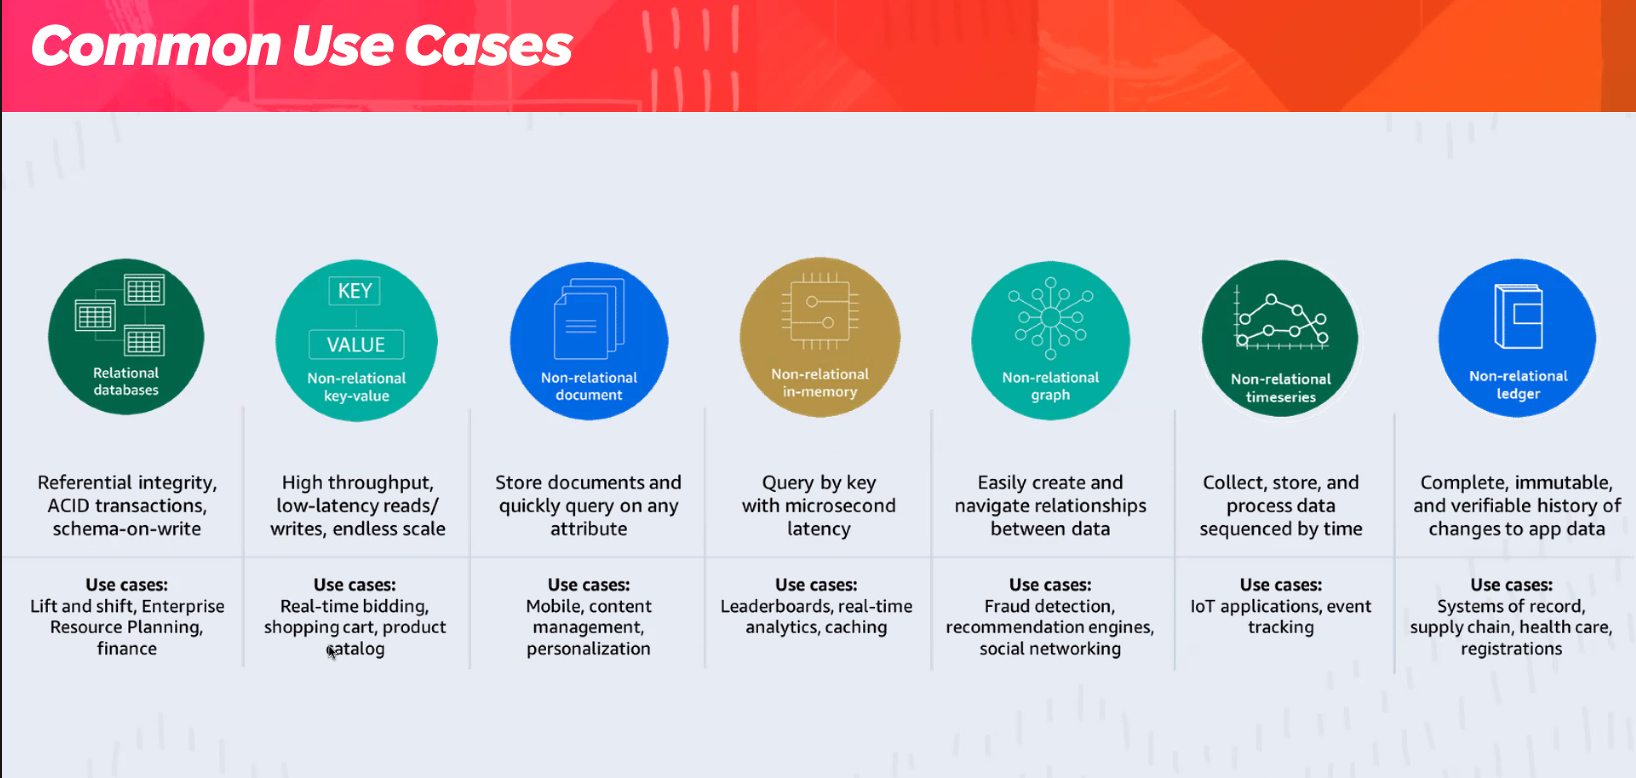 Common Use Cases
Relational
databases
KEY
VALUE
Non-relational
key-value
Non-relational
document
Non-relational
in-memory
Non-relational
graph
Non-relational
timeseries
Non-relational
ledger
Referential integrity,
ACID transactions,
schema-on-write
High throughput,
low-latency reads/
writes, endless scale
Store documents and
quickly query on any
attribute
Query by key
with microsecond
latency
Easily create and
navigate relationships
between data
Collect, store, and
process data
sequenced by time
Complete, immutable,
and verifiable history of
changes to app data
Use cases:
Lift and shift, Enterprise
Resource Planning,
finance
Use cases:
Real-time bidding,
shopping cart, product
catalog
Use cases:
Mobile, content
management,
personalization
Use cases:
Leaderboards, real-time
analytics, caching
Use cases:
Fraud detection,
recommendation engines,
social networking
Use cases:
IoT applications, event
tracking
Use cases:
Systems of record,
supply chain, health care,
registrations